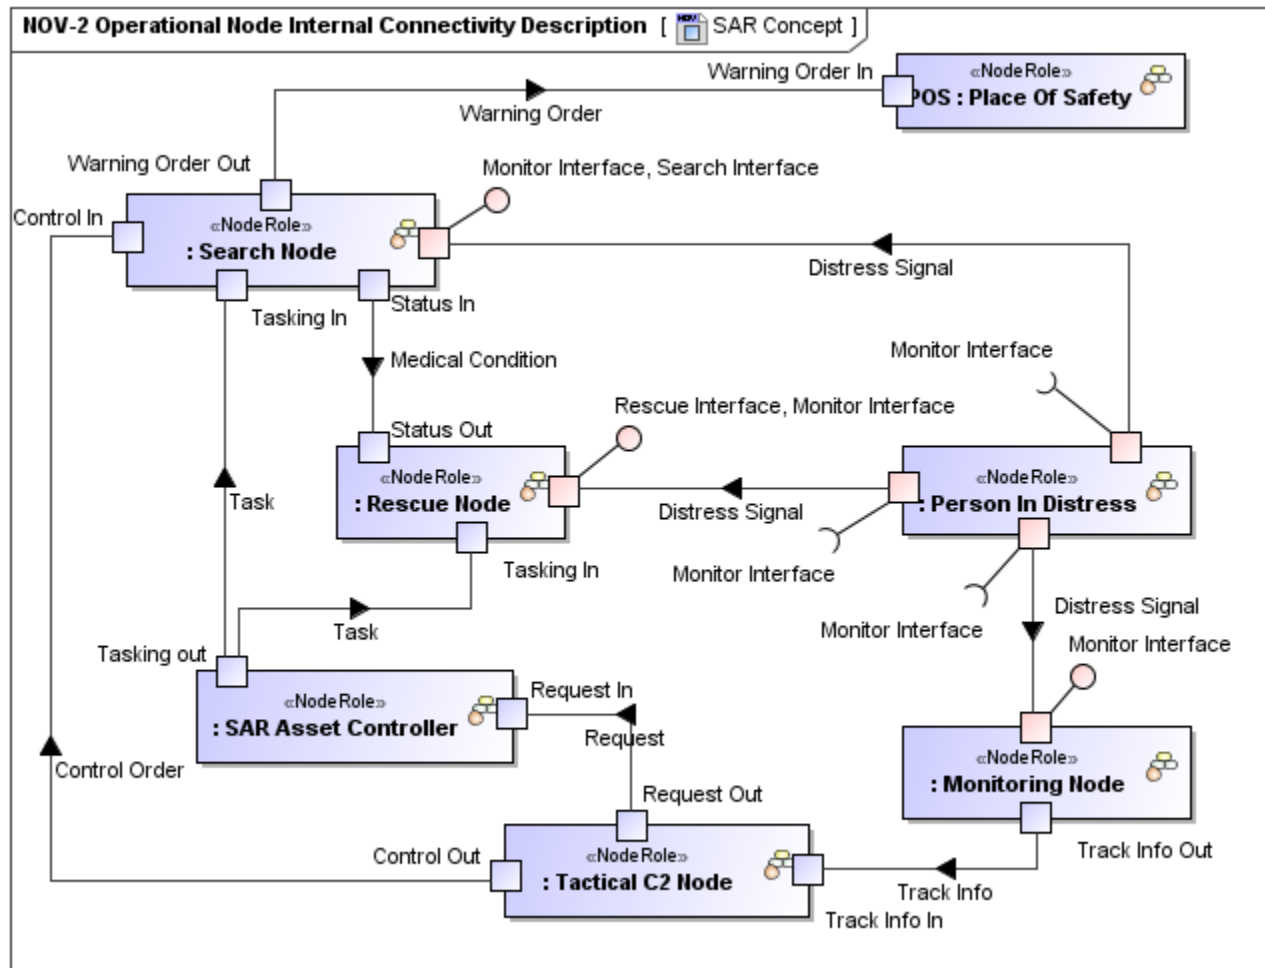 NOV-2 Operational Node Internal Connectivity Description [ NOV-2 SAR Concept ]
Warning Order In
«NodeRole»
POS : Place Of Safety
Warning Order
Warning Order Out
Monitor Interface, Search Interface
Control In
«NodeRole»
: Search Node
Distress Signal
Tasking In
Status In
Monitor Interface
Medical Condition
Rescue Interface, Monitor Interface
Status Out
«NodeRole»
: Rescue Node
«NodeRole»
: Person In Distress
Task
Distress Signal
Tasking In
Monitor Interface
Distress Signal
Task
Monitor Interface
Monitor Interface
Tasking out
«NodeRole»
: SAR Asset Controller
Request In
Request
«NodeRole»
: Monitoring Node
Control Order
Request Out
Control Out
«NodeRole»
: Tactical C2 Node
Track Info Out
Track Info
Track Info In